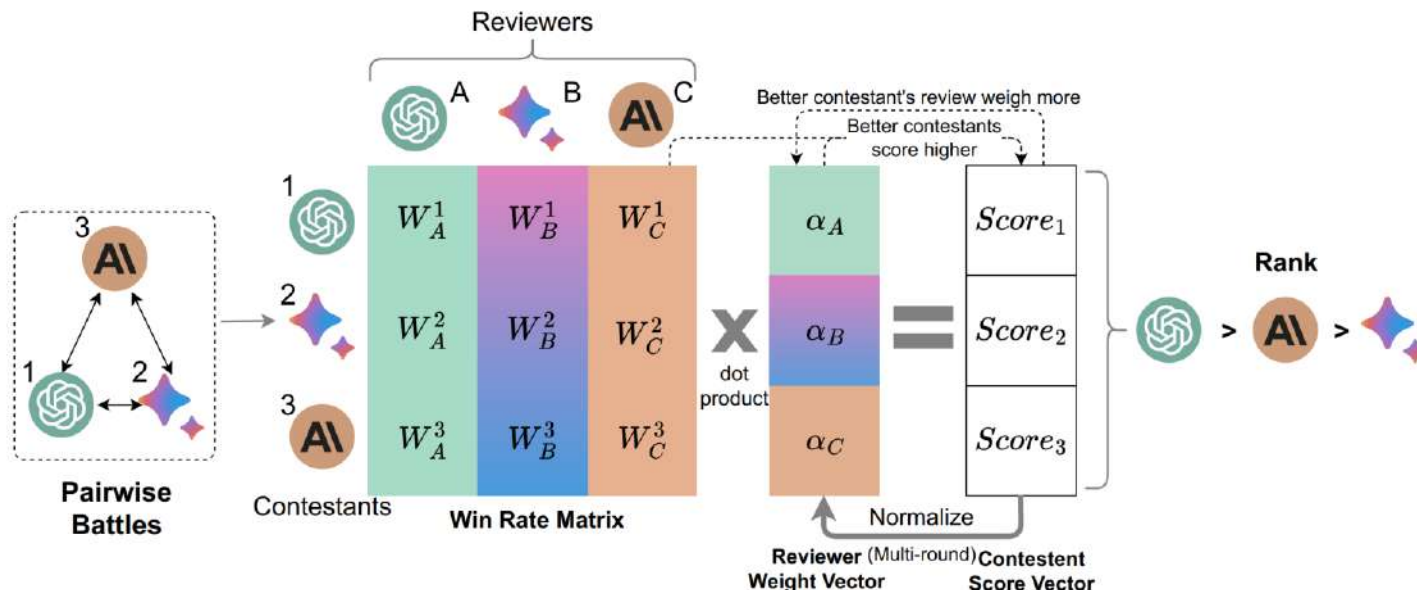 Reviewers
A
B
C
Better contestant's review weigh more
Better contestants
score higher
1
W_A^1
W_B^1
W_C^1
α_A
Score_1
3
Rank
2
W_A^2
W_B^2
W_C^2
X
α_B
=
Score_2
>
>
1
2
dot
product
3
W_A^3
W_B^3
W_C^3
α_C
Score_3
Pairwise
Battles
Contestants
Win Rate Matrix
Normalize
(Multi-round)
Reviewer
Weight Vector
Contestent
Score Vector